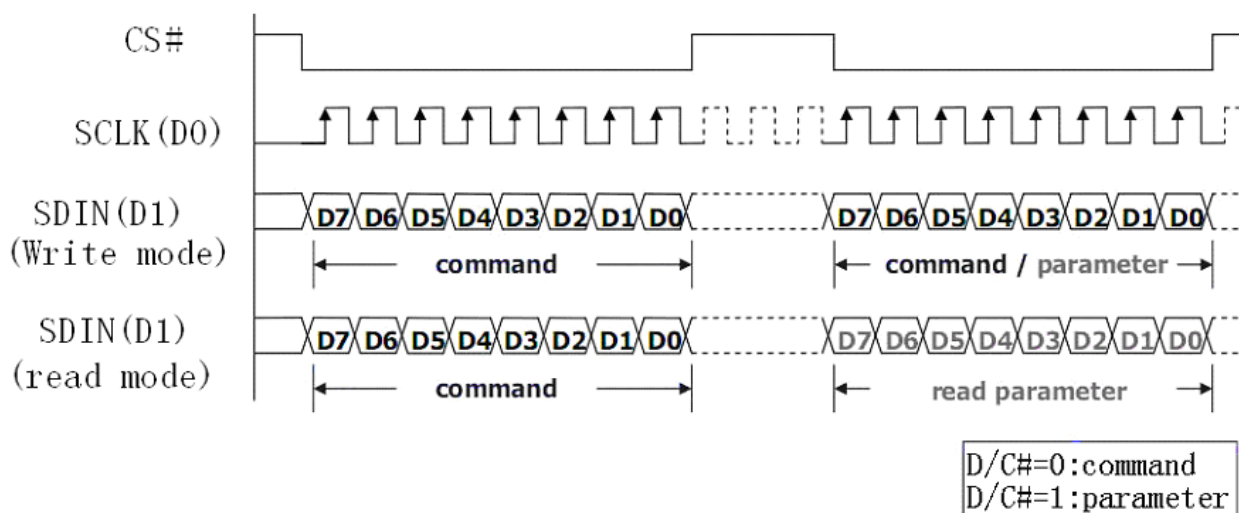 CS#
SCLK(D0)
SDIN(D1)
(Write mode)
D7 D6 D5 D4 D3 D2 D1 D0
D7 D6 D5 D4 D3 D2 D1 D0
command
command / parameter
SDIN(D1)
(read mode)
D7 D6 D5 D4 D3 D2 D1 D0
D7 D6 D5 D4 D3 D2 D1 D0
command
read parameter
D/C#=0:command
D/C#=1:parameter